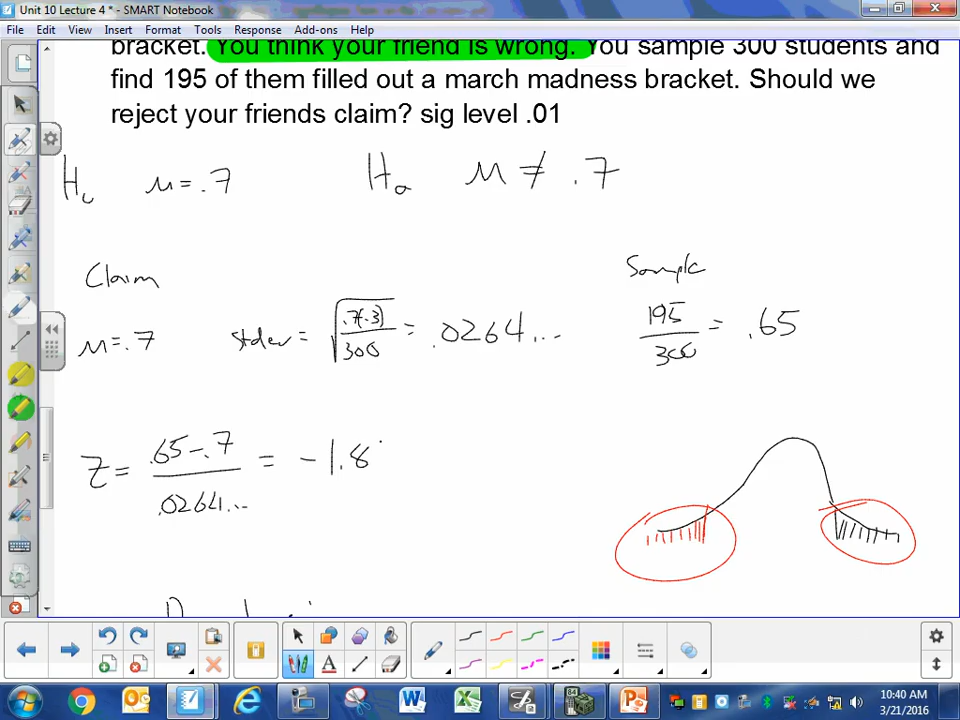 Unit 10 Lecture 4 * - SMART Notebook
File Edit View Insert Format Tools Response Add-ons Help
bracket. You think your friend is wrong. You sample 300 students and
find 195 of them filled out a march madness bracket. Should we
reject your friends claim? sig level .01
H₀ μ = .7 Hₐ μ ≠ .7
Claim Sample
μ = .7 stdev = √(.7(.3)/300) = .0264... 195/300 = .65
Z = (.65 - .7)/.0264... = -1.8
10:40 AM
3/21/2016